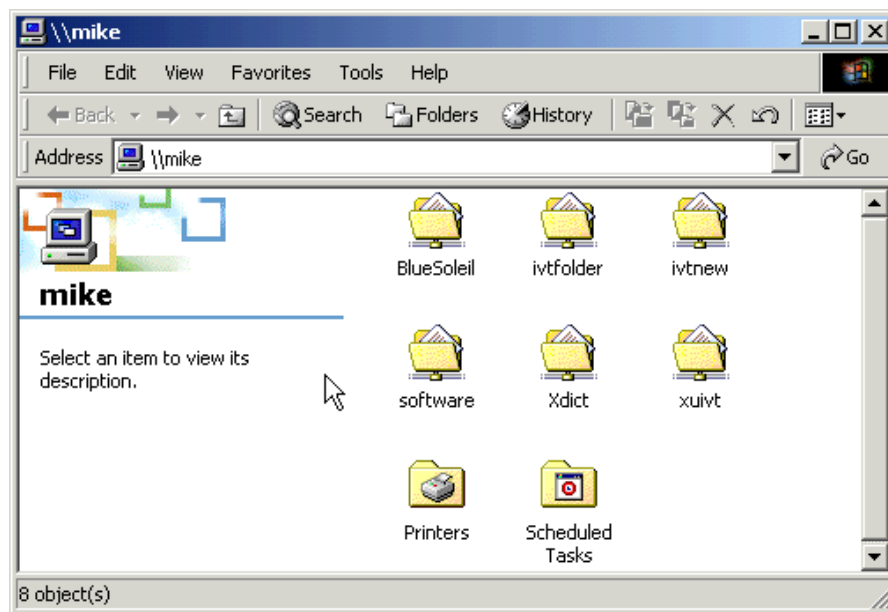 \\mike
File Edit View Favorites Tools Help
Back Search Folders History
Address \\mike Go
mike
Select an item to view its
description.
BlueSoleil ivtfolder ivtnew
software Xdict xuivt
Printers Scheduled
Tasks
8 object(s)